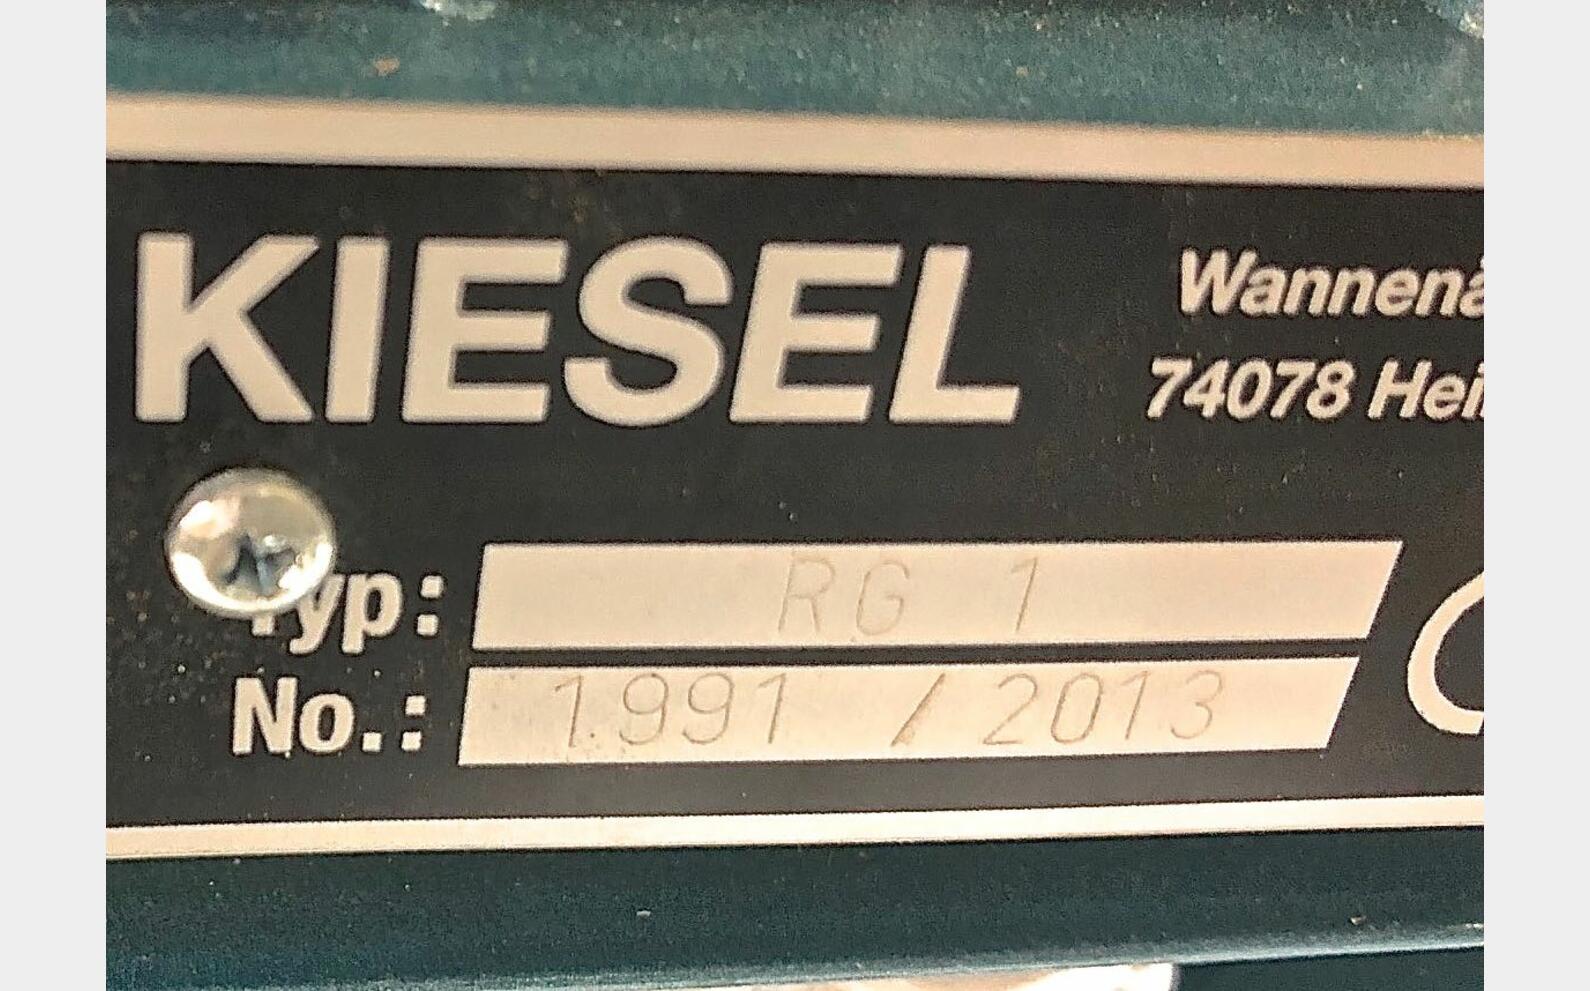 KIESEL
Wannenä
74078 Hei
Typ: RG 1
No.: 1991 / 2013